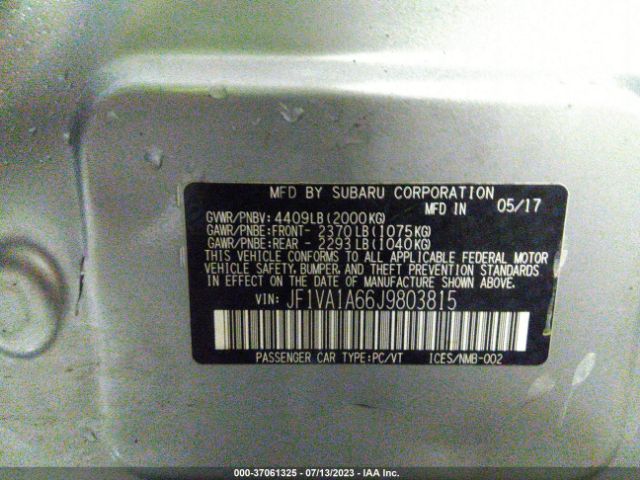 MFD BY SUBARU CORPORATION
MFD IN 05/17
GVWR/PNBV: 4409LB(2000KG)
GAWR/PNBE:FRONT- 2370LB(1075KG)
GAWR/PNBE:REAR - 2293LB(1040KG)
THIS VEHICLE CONFORMS TO ALL APPLICABLE FEDERAL MOTOR
VEHICLE SAFETY, BUMPER, AND THEFT PREVENTION STANDARDS
IN EFFECT ON THE DATE OF MANUFACTURE SHOWN ABOVE.
VIN: JF1VA1A66J9803815
PASSENGER CAR TYPE:PC/VT ICES/NMB-002
000-37061325 - 07/13/2023 - IAA Inc.